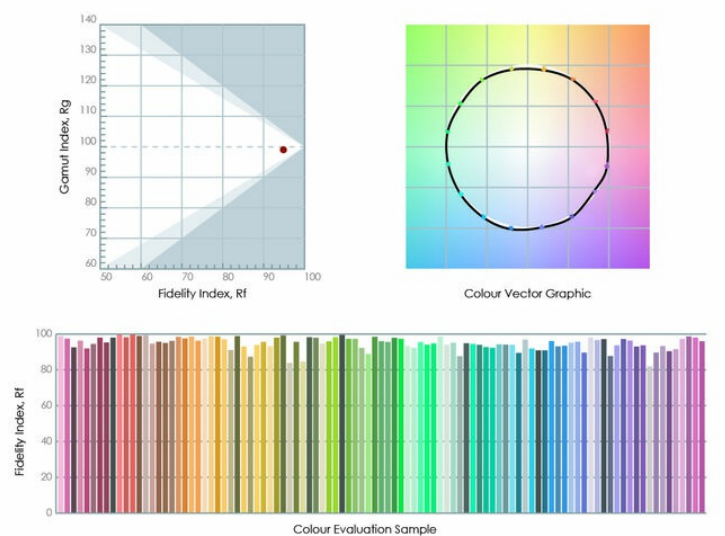 140
130
120
110
100
90
80
70
60
Gamut Index, Rg
50 60 70 80 90 100
Fidelity Index, Rf
Colour Vector Graphic
100
80
60
40
20
0
Fidelity Index, Rf
Colour Evaluation Sample